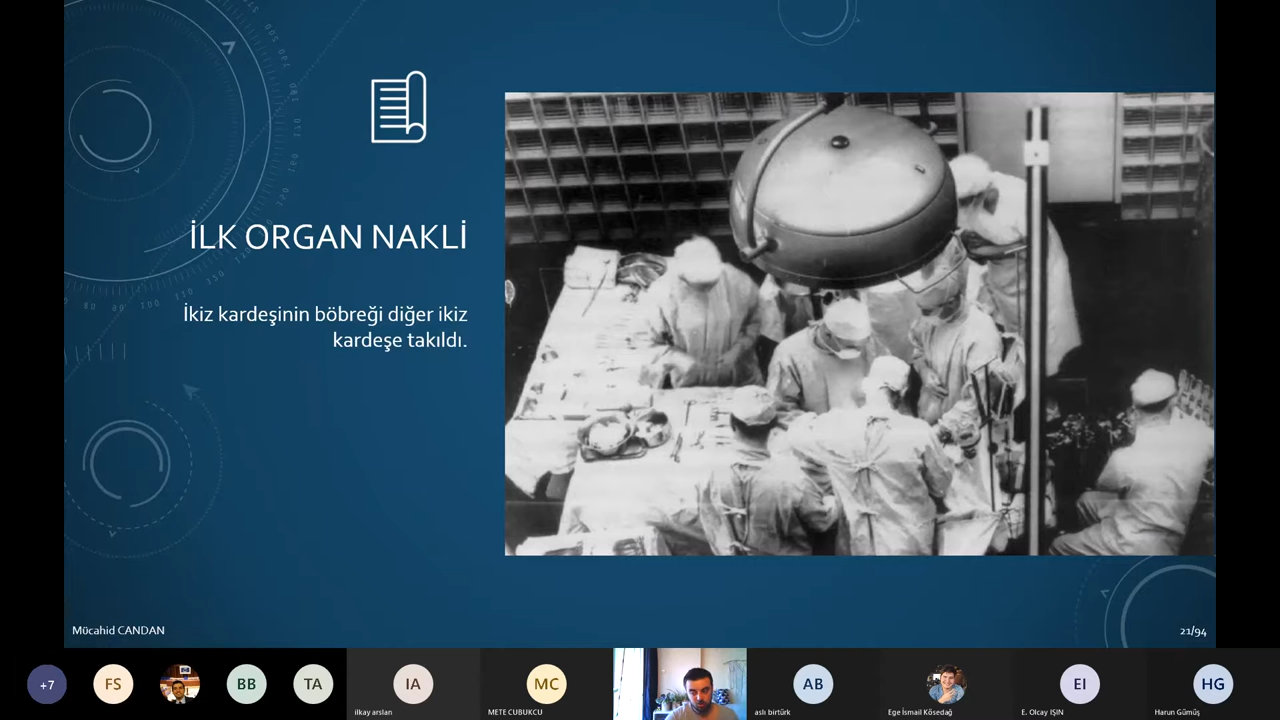 İLK ORGAN NAKLİ
İkiz kardeşinin böbreği diğer ikiz
kardeşe takıldı.
Mücahid CANDAN
21/94
+7
FS
BB
TA
IA
MC
AB
EI
HG
ilkay arslan
METE CUBUKCU
aslı birtürk
Ege İsmail Kösedağ
E. Olcay IŞIN
Harun Gümüş